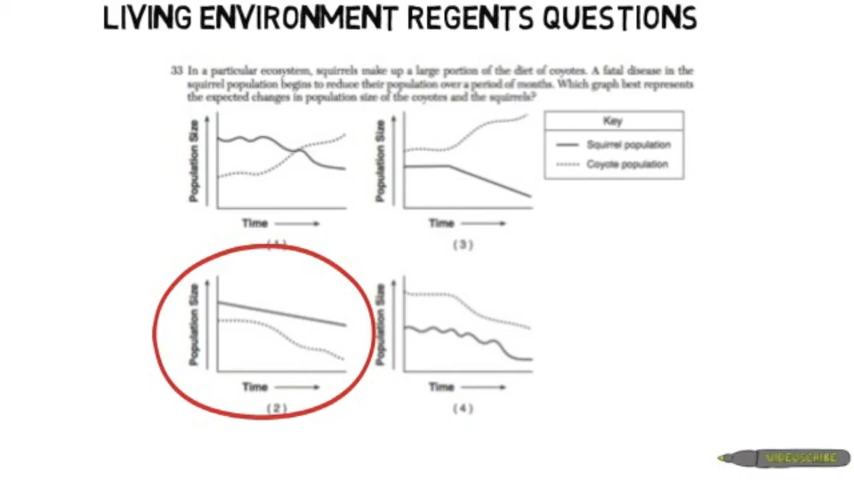 LIVING ENVIRONMENT REGENTS QUESTIONS
33 In a particular ecosystem, squirrels make up a large portion of the diet of coyotes. A fatal disease in the
squirrel population begins to reduce their population over a period of months. Which graph best represents
the expected changes in population size of the coyotes and the squirrels?
Key
Squirrel population
Coyote population
Population Size
Time
(1)
Population Size
Time
(3)
Population Size
Time
(2)
Population Size
Time
(4)
VIDEOSCRIBE